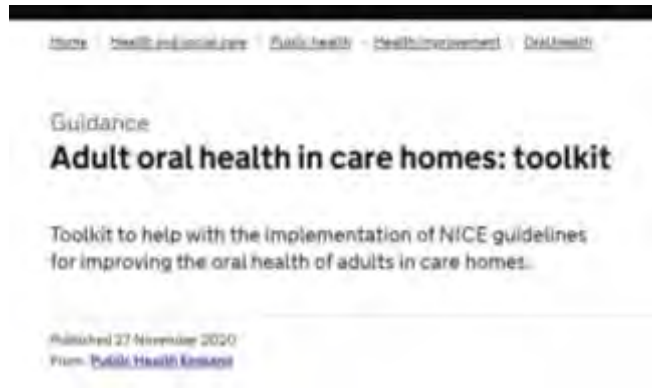 Home Health and social care Public health Health improvement Oral health
Guidance
Adult oral health in care homes: toolkit
Toolkit to help with the implementation of NICE guidelines
for improving the oral health of adults in care homes.
Published 27 November 2020
From: Public Health England